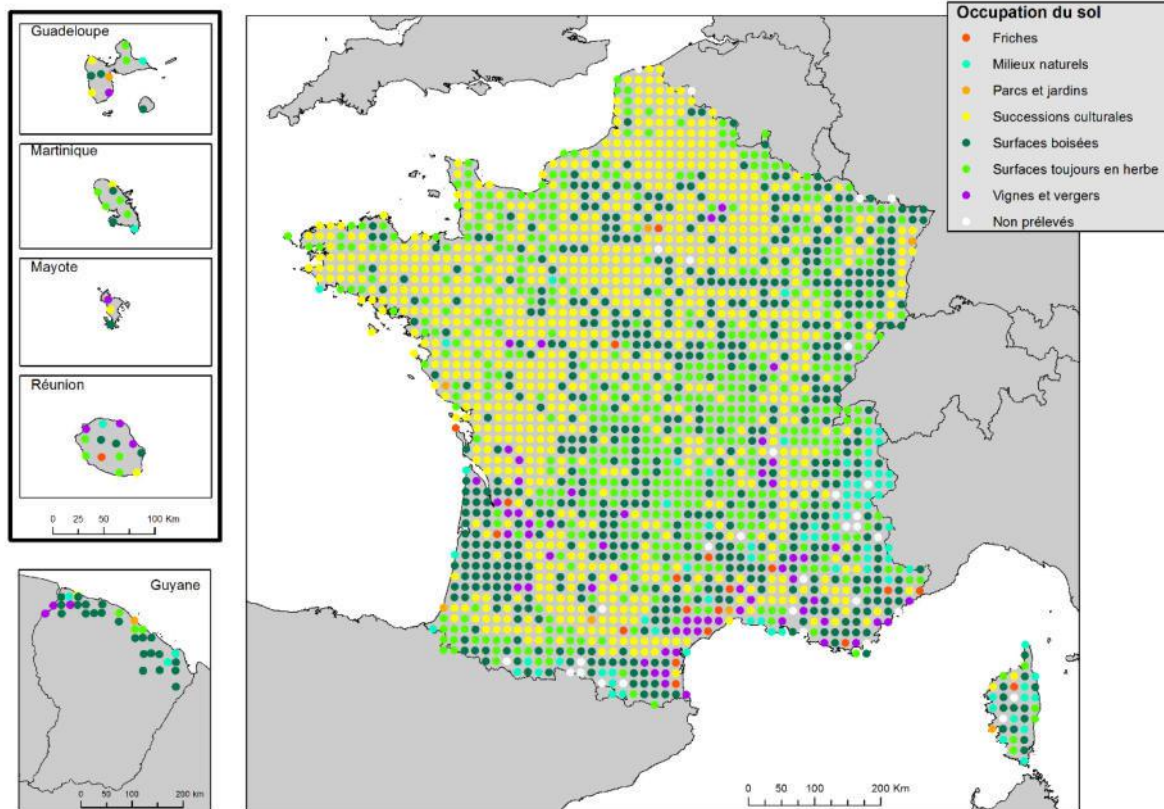 Guadeloupe
Martinique
Mayote
Réunion
0 25 50 100 Km
Guyane
0 100 200 km
Occupation du sol
Friches
Milieux naturels
Parcs et jardins
Successions culturales
Surfaces boisées
Surfaces toujours en herbe
Vignes et vergers
Non prélevés
0 100 200 Km